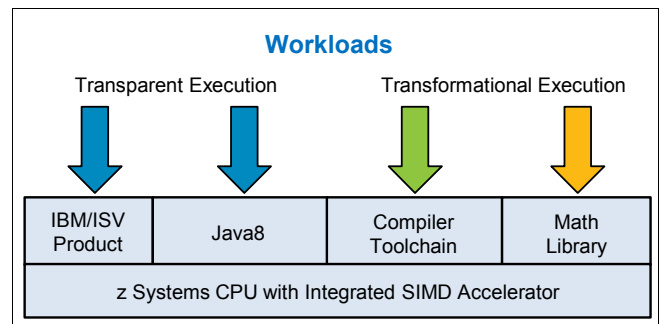 Workloads
Transparent Execution
Transformational Execution
IBM/ISV
Product
Java8
Compiler
Toolchain
Math
Library
z Systems CPU with Integrated SIMD Accelerator